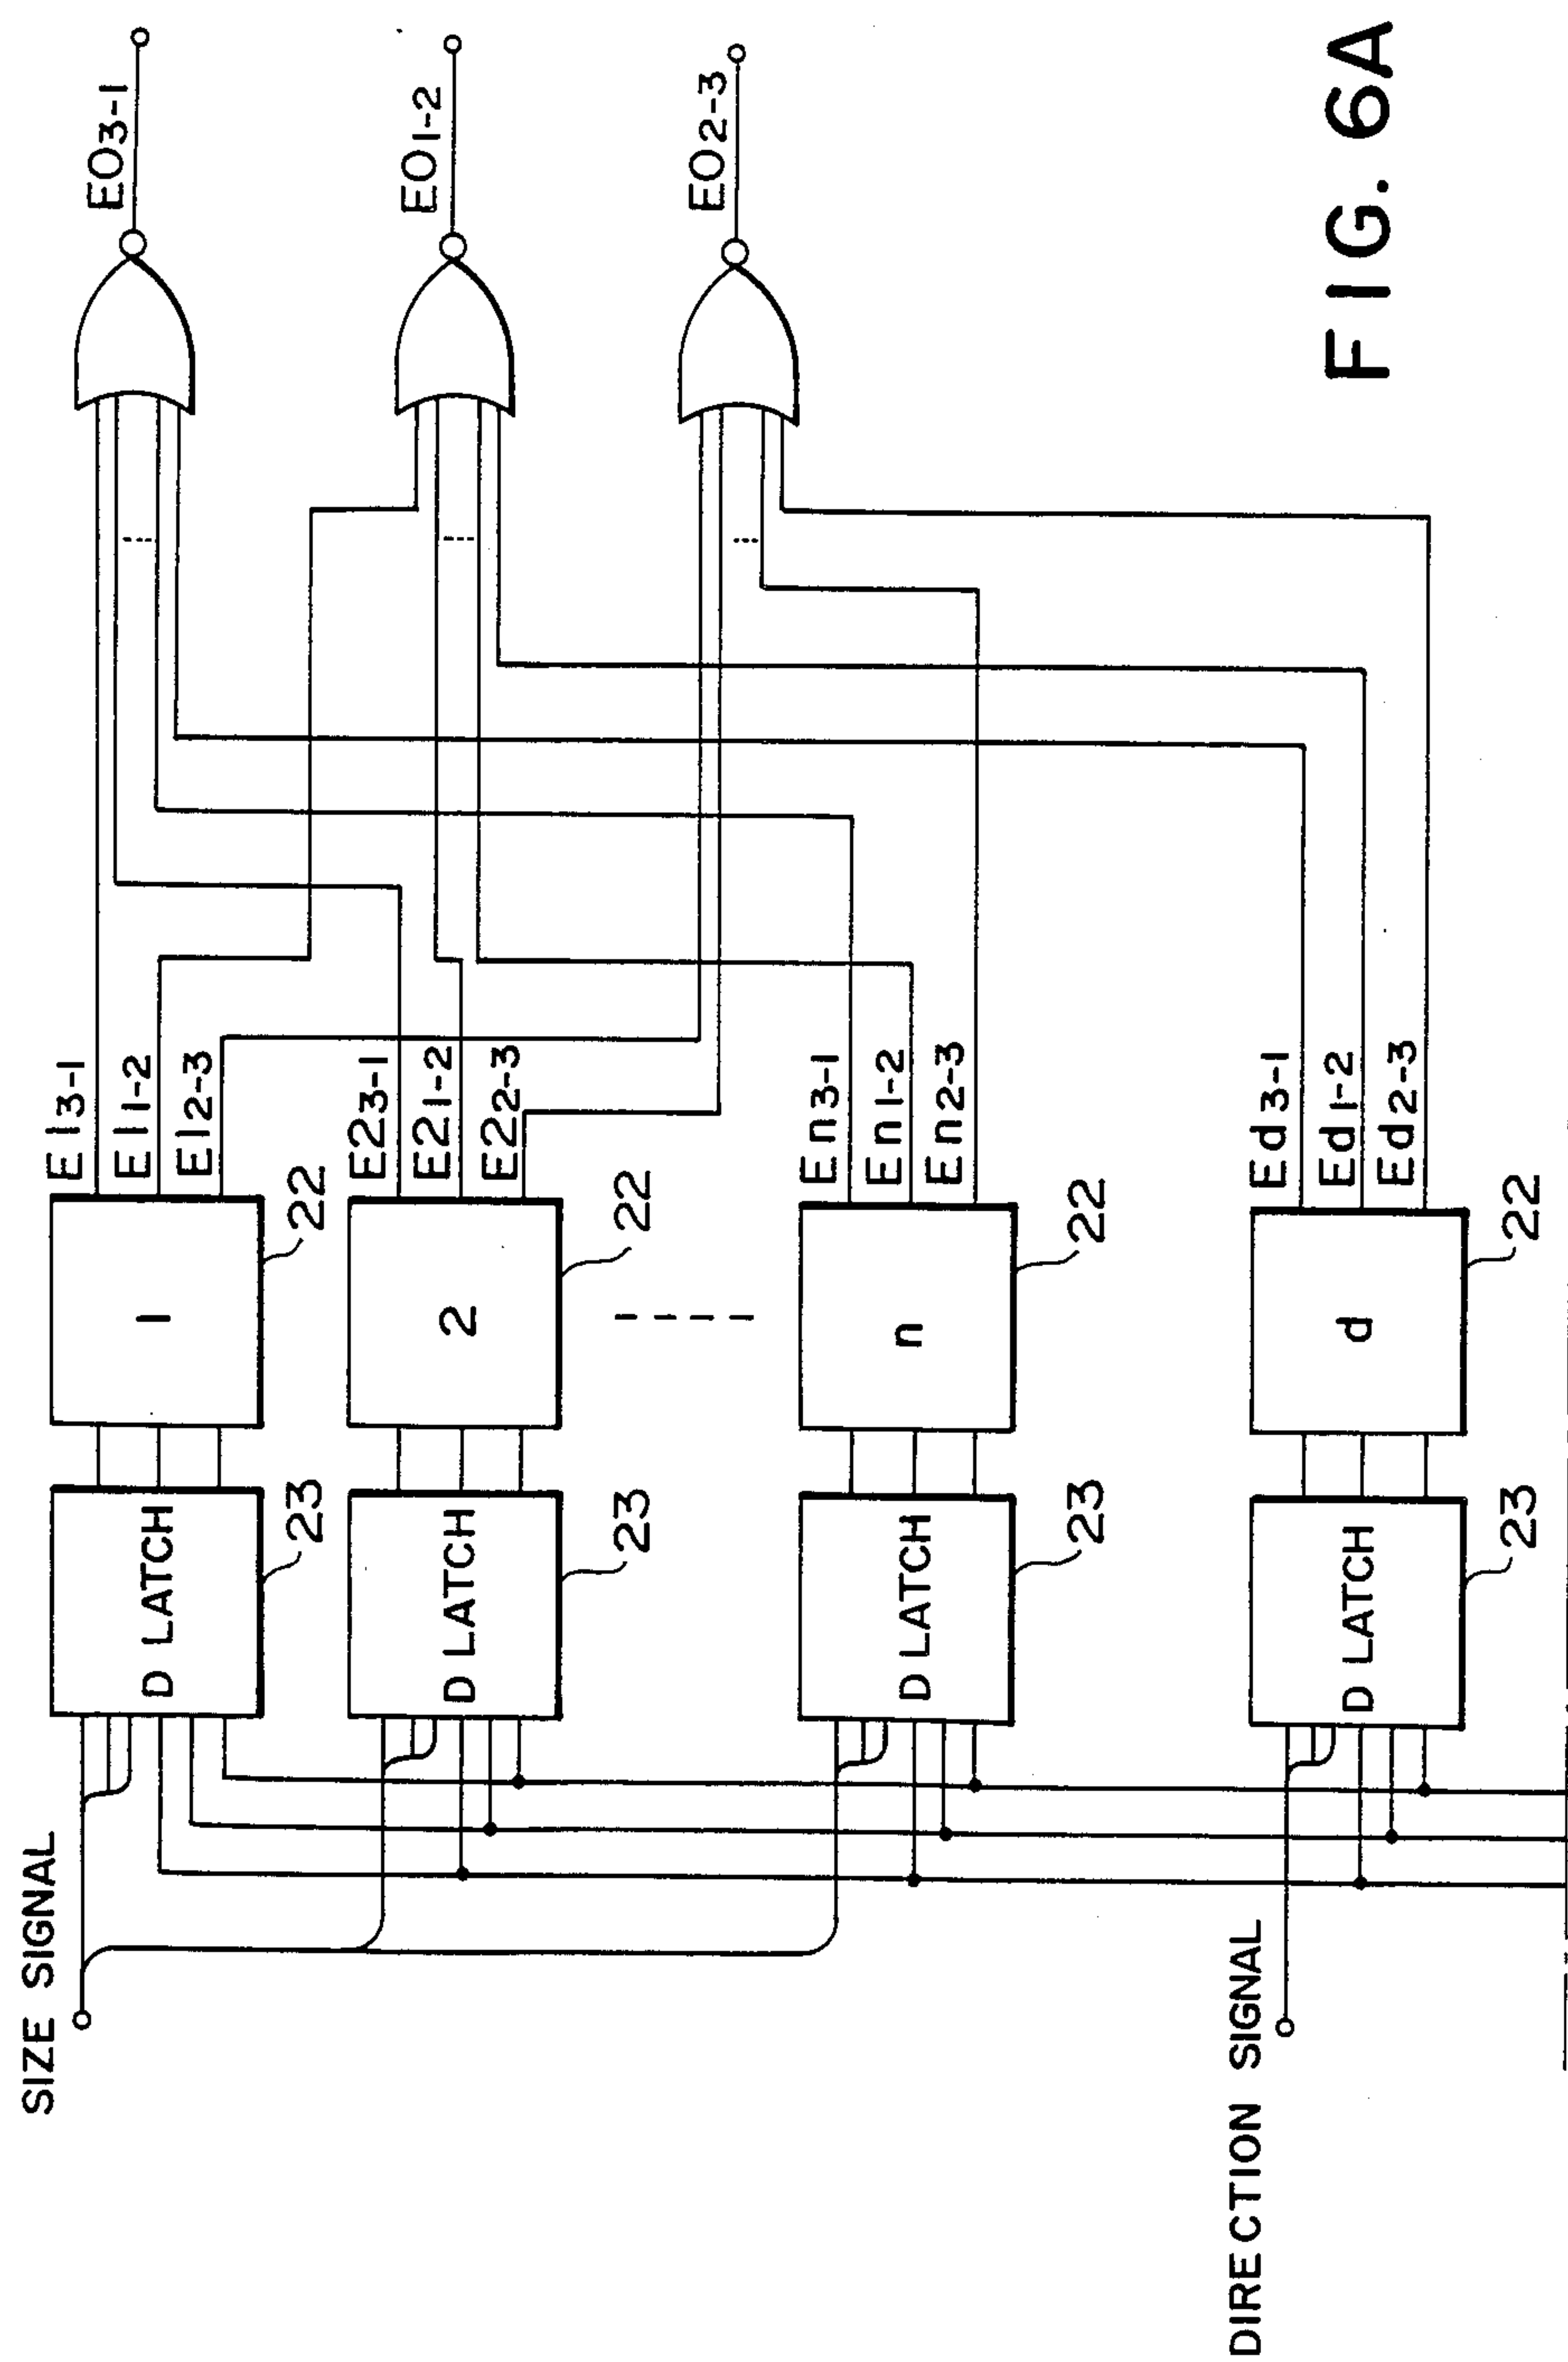 SIZE SIGNAL
D LATCH
23
1
22
E1₃₋₁
E1₁₋₂
E1₂₋₃
EO₃₋₁
D LATCH
23
2
22
E2₃₋₁
E2₁₋₂
E2₂₋₃
EO₁₋₂
D LATCH
23
n
22
En₃₋₁
En₁₋₂
En₂₋₃
EO₂₋₃
DIRECTION SIGNAL
D LATCH
23
d
22
Ed₃₋₁
Ed₁₋₂
Ed₂₋₃
FIG. 6A